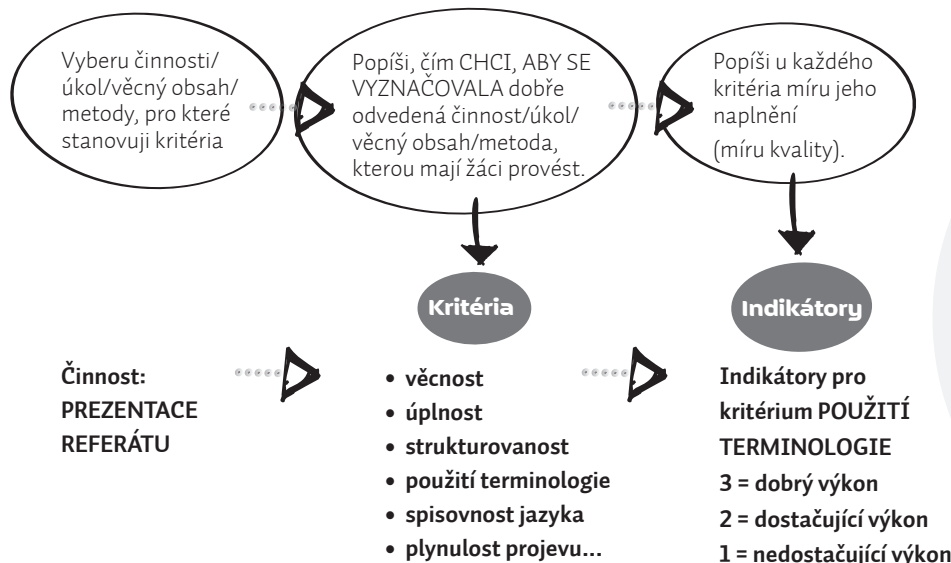 Vyberu činnosti/
úkol/věcný obsah/
metody, pro které
stanovuji kritéria
Popíši, čím CHCI, ABY SE
VYZNAČOVALA dobře
odvedená činnost/úkol/
věcný obsah/metoda,
kterou mají žáci provést.
Popíši u každého
kritéria míru jeho
naplnění
(míru kvality).
Kritéria
Indikátory
Činnost:
PREZENTACE
REFERÁTU
• věcnost
• úplnost
• strukturovanost
• použití terminologie
• spisovnost jazyka
• plynulost projevu...
Indikátory pro
kritérium POUŽITÍ
TERMINOLOGIE
3 = dobrý výkon
2 = dostačující výkon
1 = nedostačující výkon